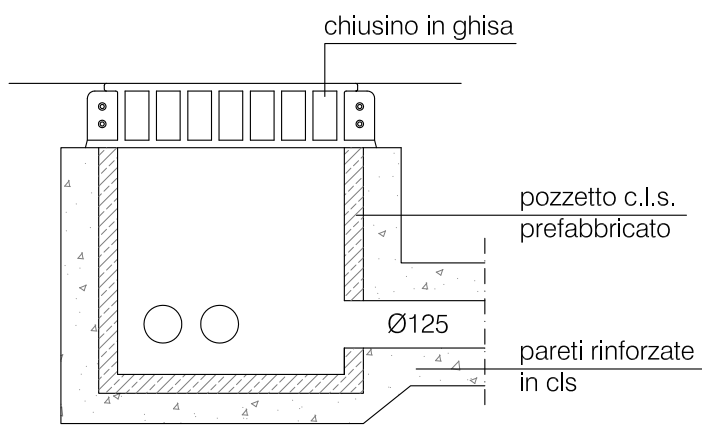 chiusino in ghisa
pozzetto c.l.s.
prefabbricato
Ø125
pareti rinforzate
in cls